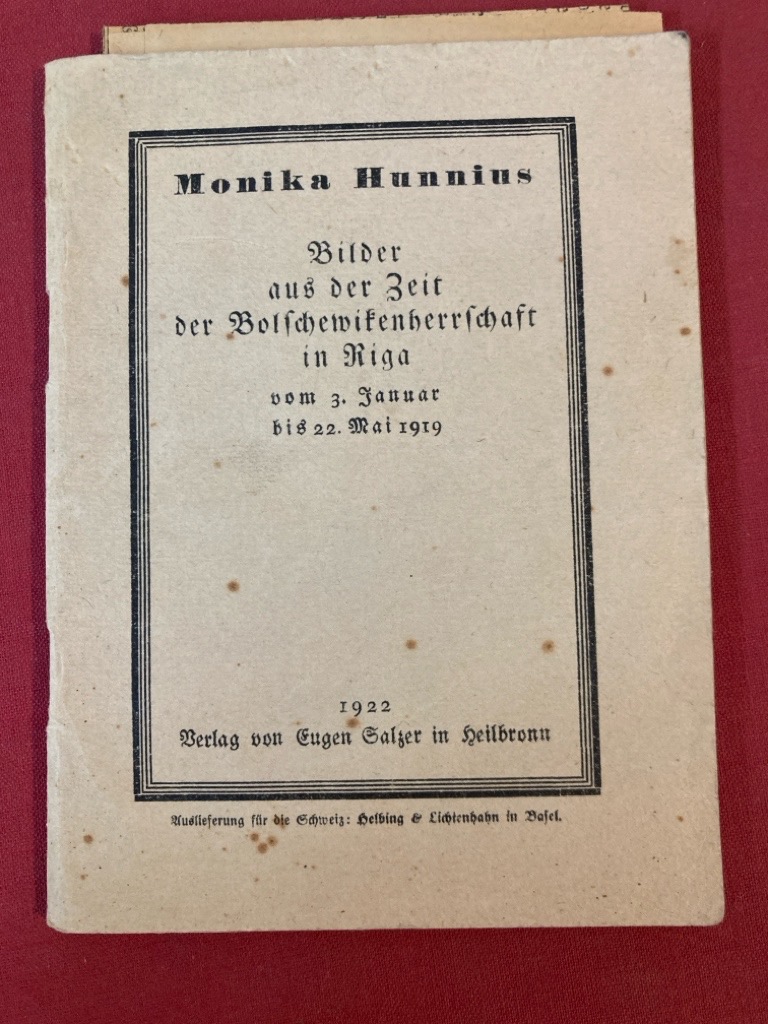 Monika Hunnius
Bilder
aus der Zeit
der Bolschewikenherrschaft
in Riga
vom 3. Januar
bis 22. Mai 1919
1922
Verlag von Eugen Salzer in Heilbronn
Auslieferung für die Schweiz: Helbing & Lichtenhahn in Basel.